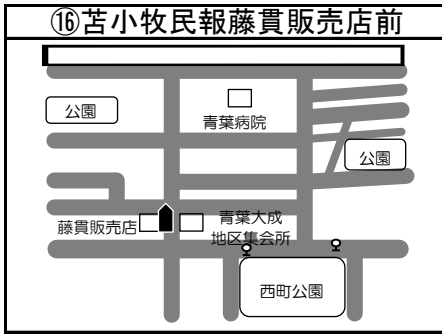 ⑯苫小牧民報藤貫販売店前
公園
青葉病院
公園
藤貫販売店
青葉大成
地区集会所
西町公園